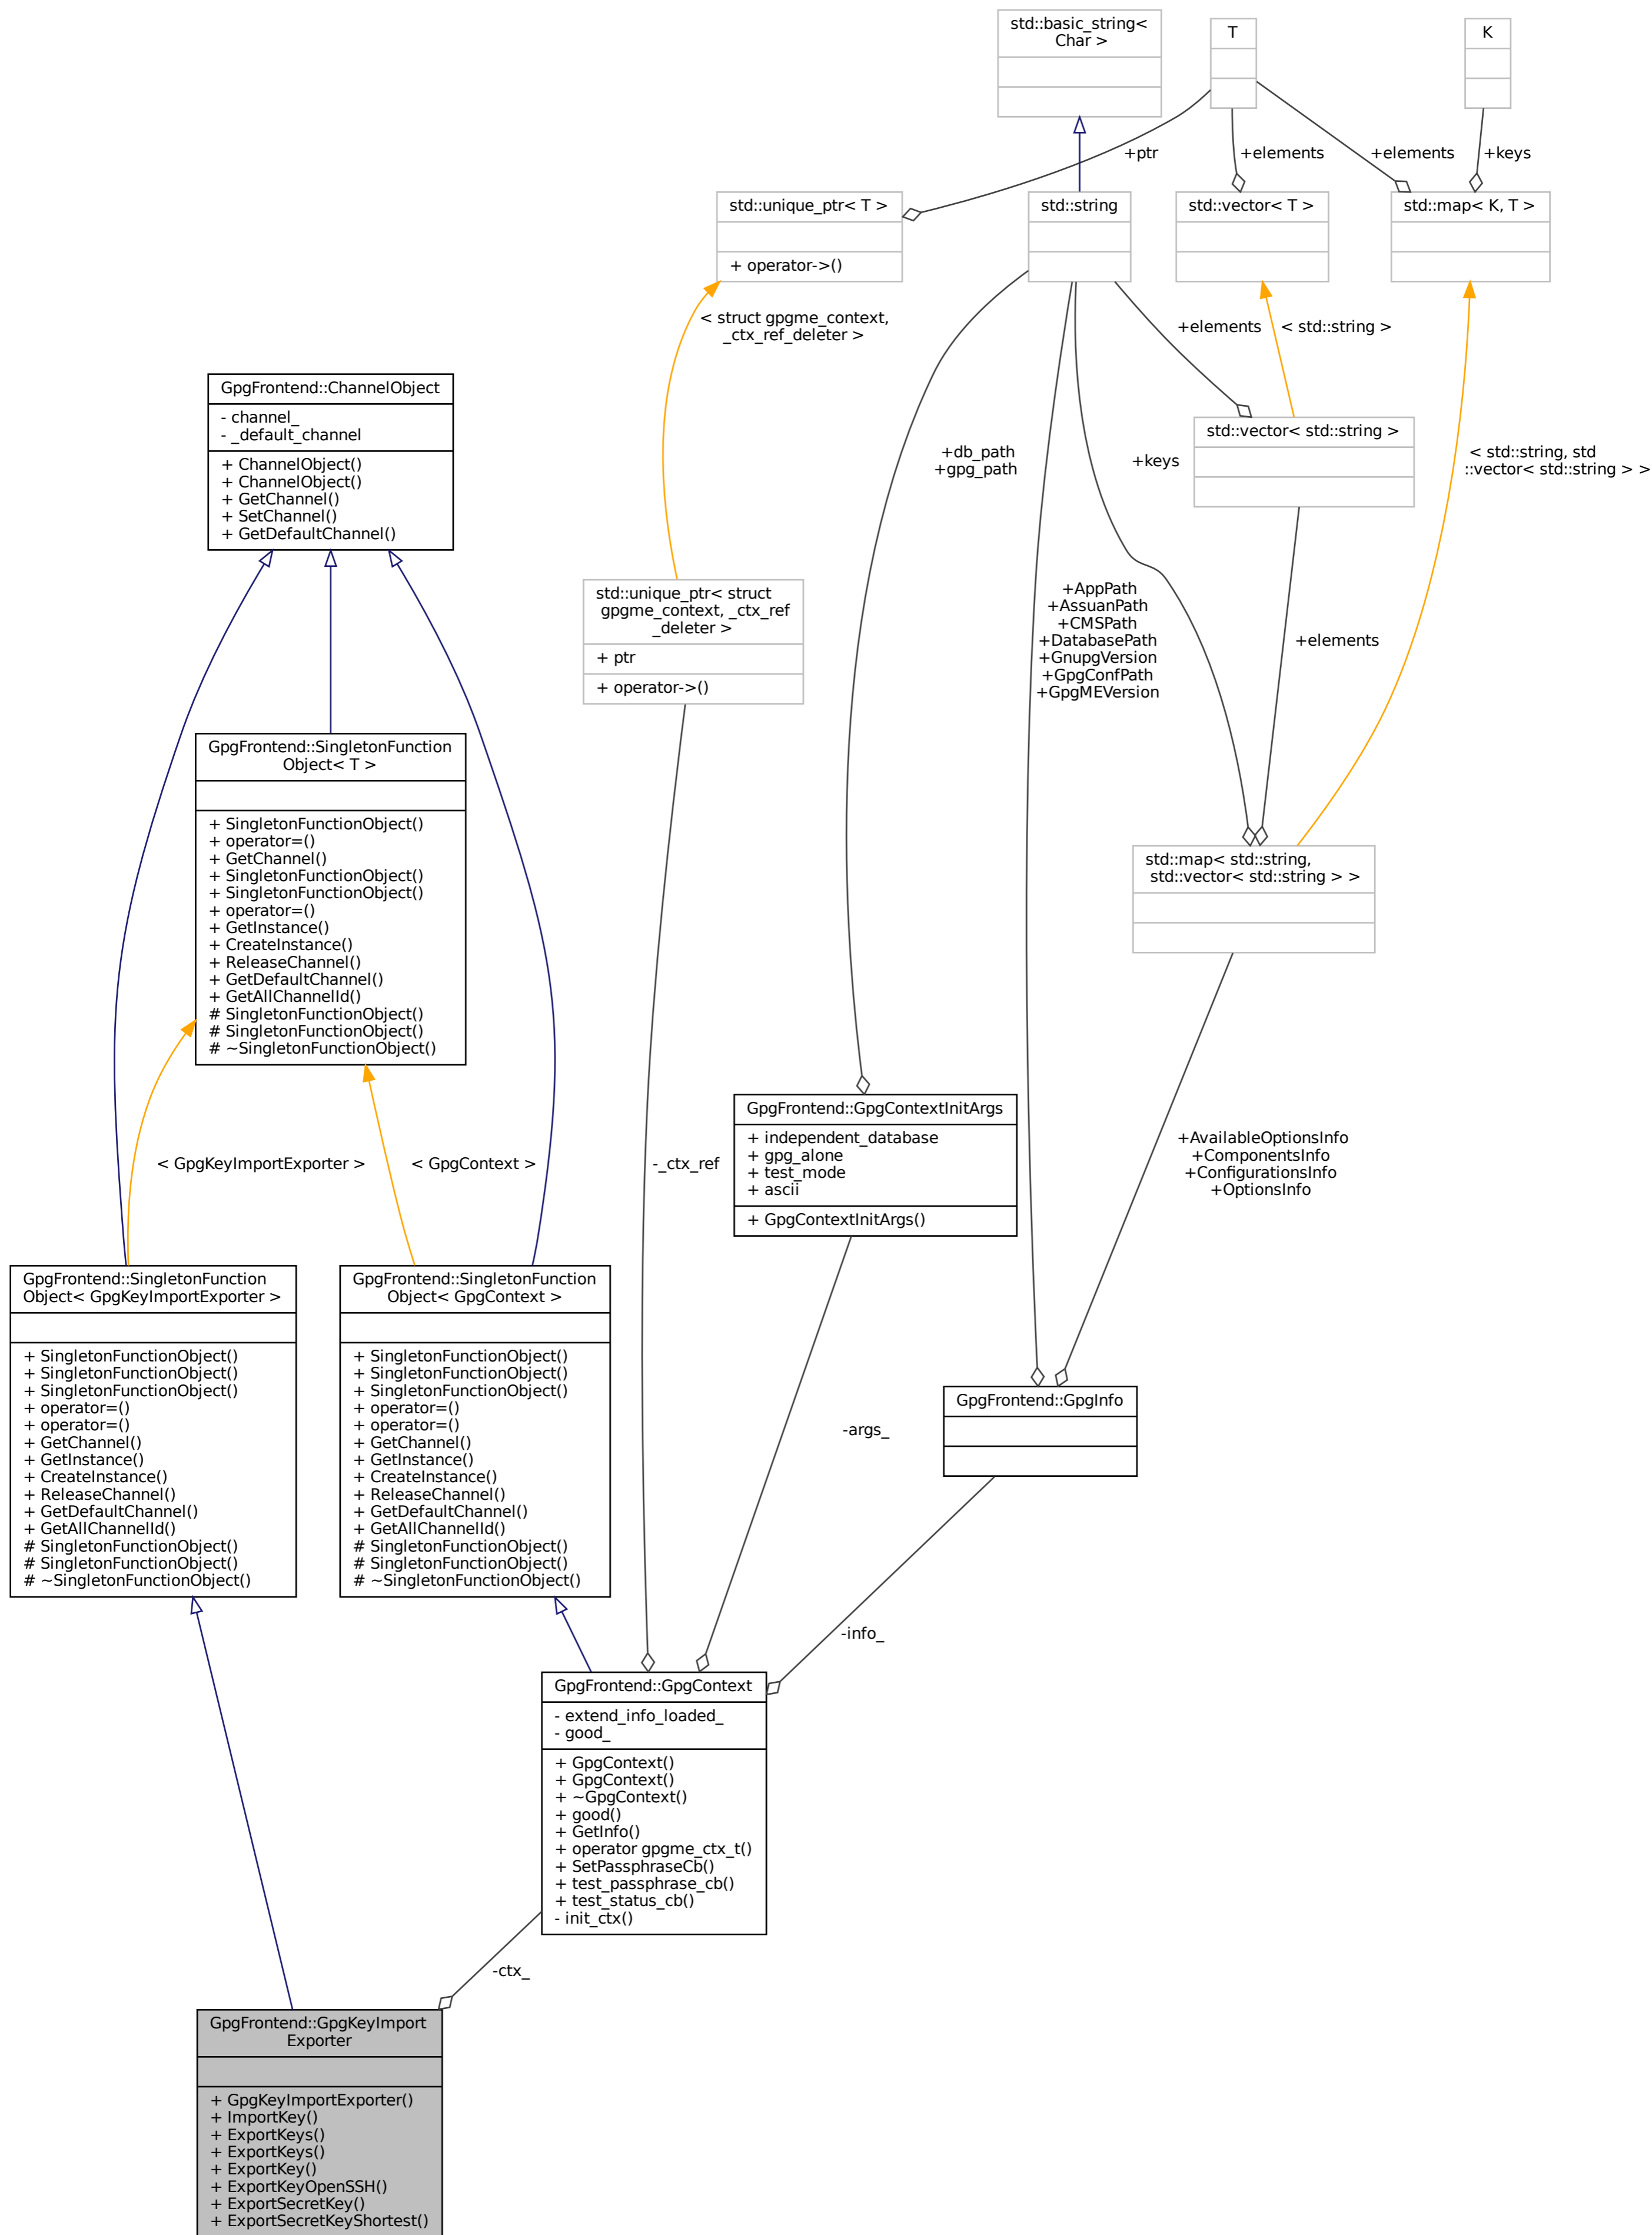 std::basic_string<
Char >
T
K
+ptr
+elements
+elements
+keys
std::unique_ptr< T >
+ operator->()
std::string
std::vector< T >
std::map< K, T >
< struct gpgme_context,
_ctx_ref_deleter >
+elements
< std::string >
GpgFrontend::ChannelObject
- channel_
- _default_channel
+ ChannelObject()
+ ChannelObject()
+ GetChannel()
+ SetChannel()
+ GetDefaultChannel()
+db_path
+gpg_path
+keys
std::vector< std::string >
< std::string, std
::vector< std::string > >
std::unique_ptr< struct
gpgme_context, _ctx_ref
_deleter >
+ ptr
+ operator->()
+AppPath
+AssuanPath
+CMSPath
+DatabasePath
+GnupgVersion
+GpgConfPath
+GpgMEVersion
+elements
GpgFrontend::SingletonFunction
Object< T >
+ SingletonFunctionObject()
+ operator=()
+ GetChannel()
+ SingletonFunctionObject()
+ SingletonFunctionObject()
+ operator=()
+ GetInstance()
+ CreateInstance()
+ ReleaseChannel()
+ GetDefaultChannel()
+ GetAllChannelId()
# SingletonFunctionObject()
# SingletonFunctionObject()
# ~SingletonFunctionObject()
std::map< std::string,
std::vector< std::string > >
< GpgKeyImportExporter >
< GpgContext >
-_ctx_ref
GpgFrontend::GpgContextInitArgs
+ independent_database
+ gpg_alone
+ test_mode
+ ascii
+ GpgContextInitArgs()
+AvailableOptionsInfo
+ComponentsInfo
+ConfigurationsInfo
+OptionsInfo
GpgFrontend::SingletonFunction
Object< GpgKeyImportExporter >
+ SingletonFunctionObject()
+ SingletonFunctionObject()
+ SingletonFunctionObject()
+ operator=()
+ operator=()
+ GetChannel()
+ GetInstance()
+ CreateInstance()
+ ReleaseChannel()
+ GetDefaultChannel()
+ GetAllChannelId()
# SingletonFunctionObject()
# SingletonFunctionObject()
# ~SingletonFunctionObject()
GpgFrontend::SingletonFunction
Object< GpgContext >
+ SingletonFunctionObject()
+ SingletonFunctionObject()
+ SingletonFunctionObject()
+ operator=()
+ operator=()
+ GetChannel()
+ GetInstance()
+ CreateInstance()
+ ReleaseChannel()
+ GetDefaultChannel()
+ GetAllChannelId()
# SingletonFunctionObject()
# SingletonFunctionObject()
# ~SingletonFunctionObject()
-args_
GpgFrontend::GpgInfo
-info_
GpgFrontend::GpgContext
- extend_info_loaded_
- good_
+ GpgContext()
+ GpgContext()
+ ~GpgContext()
+ good()
+ GetInfo()
+ operator gpgme_ctx_t()
+ SetPassphraseCb()
+ test_passphrase_cb()
+ test_status_cb()
- init_ctx()
-ctx_
GpgFrontend::GpgKeyImport
Exporter
+ GpgKeyImportExporter()
+ ImportKey()
+ ExportKeys()
+ ExportKeys()
+ ExportKey()
+ ExportKeyOpenSSH()
+ ExportSecretKey()
+ ExportSecretKeyShortest()